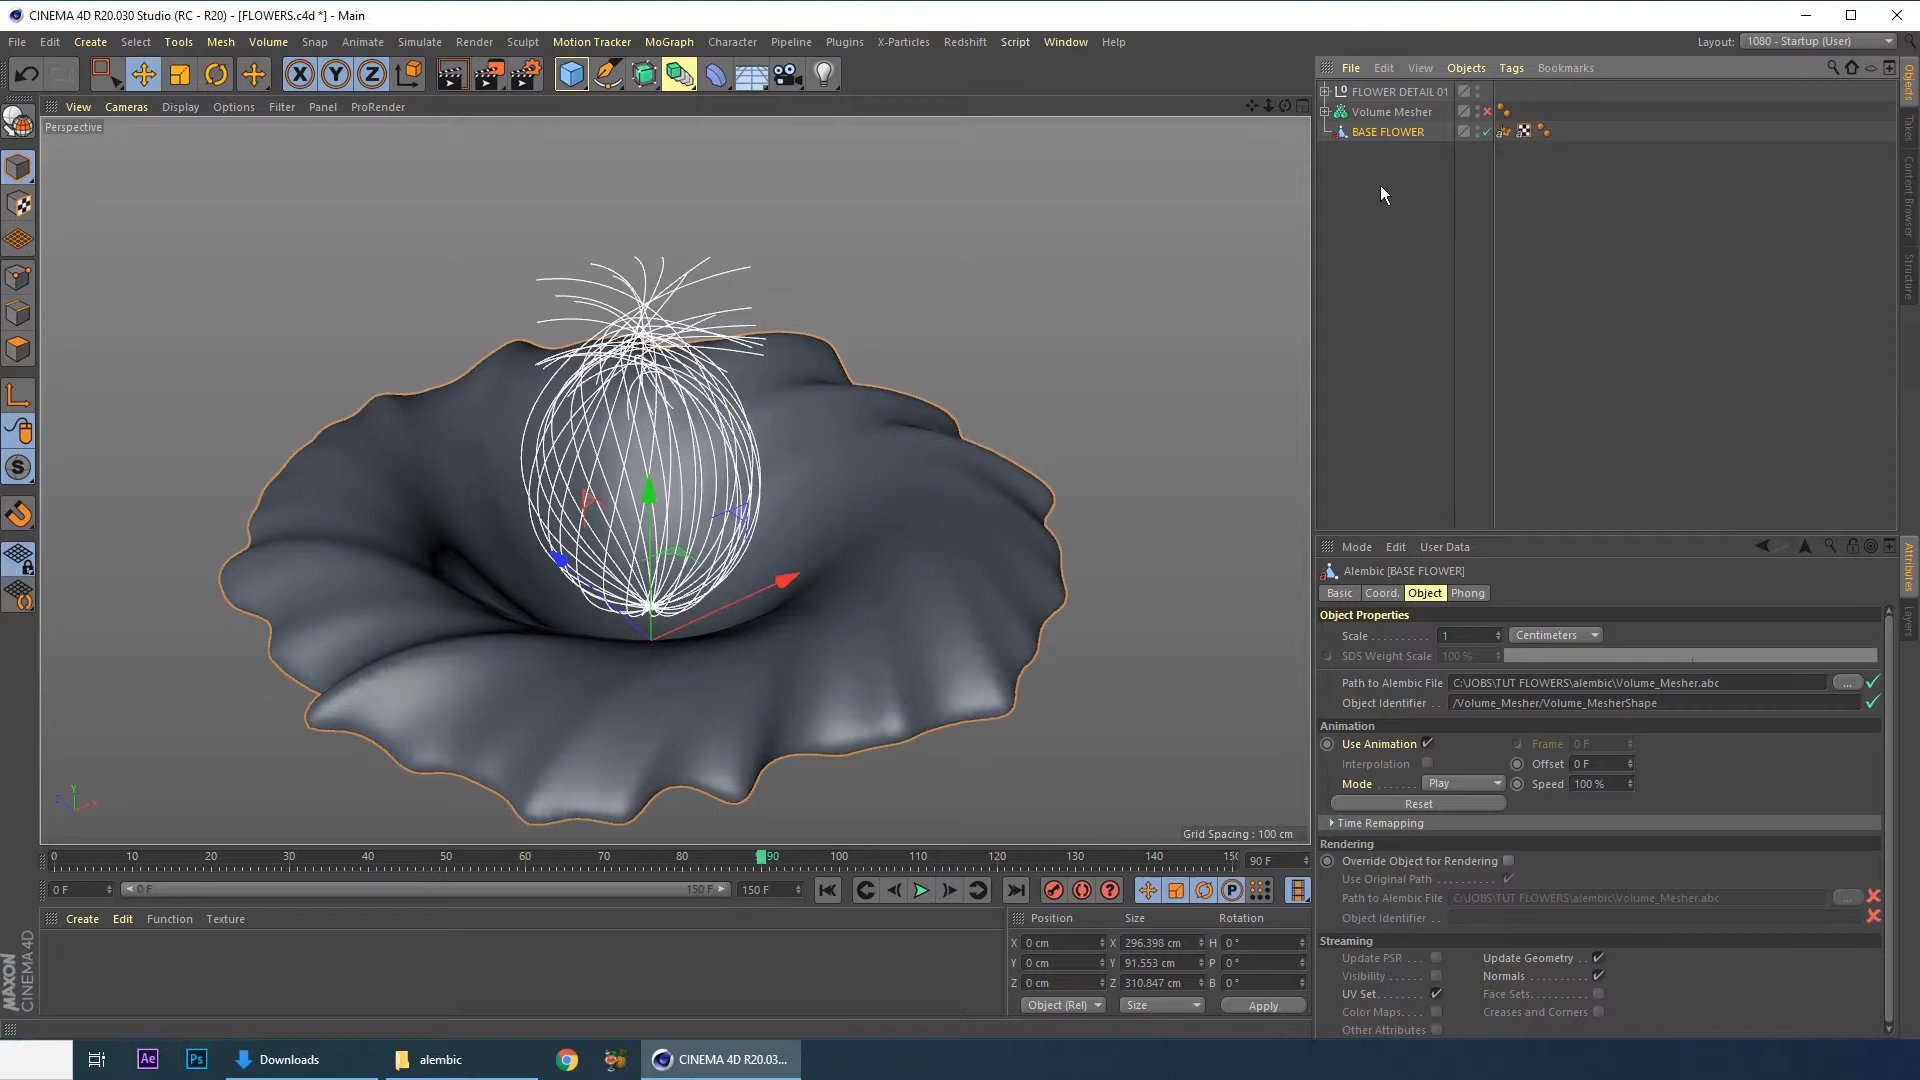 CINEMA 4D R20.030 Studio (RC - R20) - [FLOWERS.c4d *] - Main
File Edit Create Select Tools Mesh Volume Snap Animate Simulate Render Sculpt Motion Tracker MoGraph Character Pipeline Plugins X-Particles Redshift Script Window Help
Layout: 1080 - Startup (User)
X Y Z
View Cameras Display Options Filter Panel ProRender
Perspective
Y
Z X
Grid Spacing : 100 cm
0 10 20 30 40 50 60 70 80 90 100 110 120 130 140 150
90 F
0 F 0 F 150 F 150 F
Create Edit Function Texture
MAXON
CINEMA 4D
Position Size Rotation
X 0 cm X 296.398 cm H 0 °
Y 0 cm Y 91.553 cm P 0 °
Z 0 cm Z 310.847 cm B 0 °
Object (Rel) Size Apply
File Edit View Objects Tags Bookmarks
FLOWER DETAIL 01
Volume Mesher
BASE FLOWER
Objects
Takes
Content Browser
Structure
Mode Edit User Data
Alembic [BASE FLOWER]
Basic Coord. Object Phong
Object Properties
Scale 1 Centimeters
SDS Weight Scale 100 %
Path to Alembic File C:\JOBS\TUT FLOWERS\alembic\Volume_Mesher.abc
Object Identifier /Volume_Mesher/Volume_MesherShape
Animation
Use Animation Frame 0 F
Interpolation Offset 0 F
Mode Play Speed 100 %
Reset
Time Remapping
Rendering
Override Object for Rendering
Use Original Path
Path to Alembic File C:\JOBS\TUT FLOWERS\alembic\Volume_Mesher.abc
Object Identifier
Streaming
Update PSR Update Geometry
Visibility Normals
UV Set Face Sets
Color Maps Creases and Corners
Other Attributes
Attributes
Layers
Ae Ps Downloads alembic CINEMA 4D R20.03...